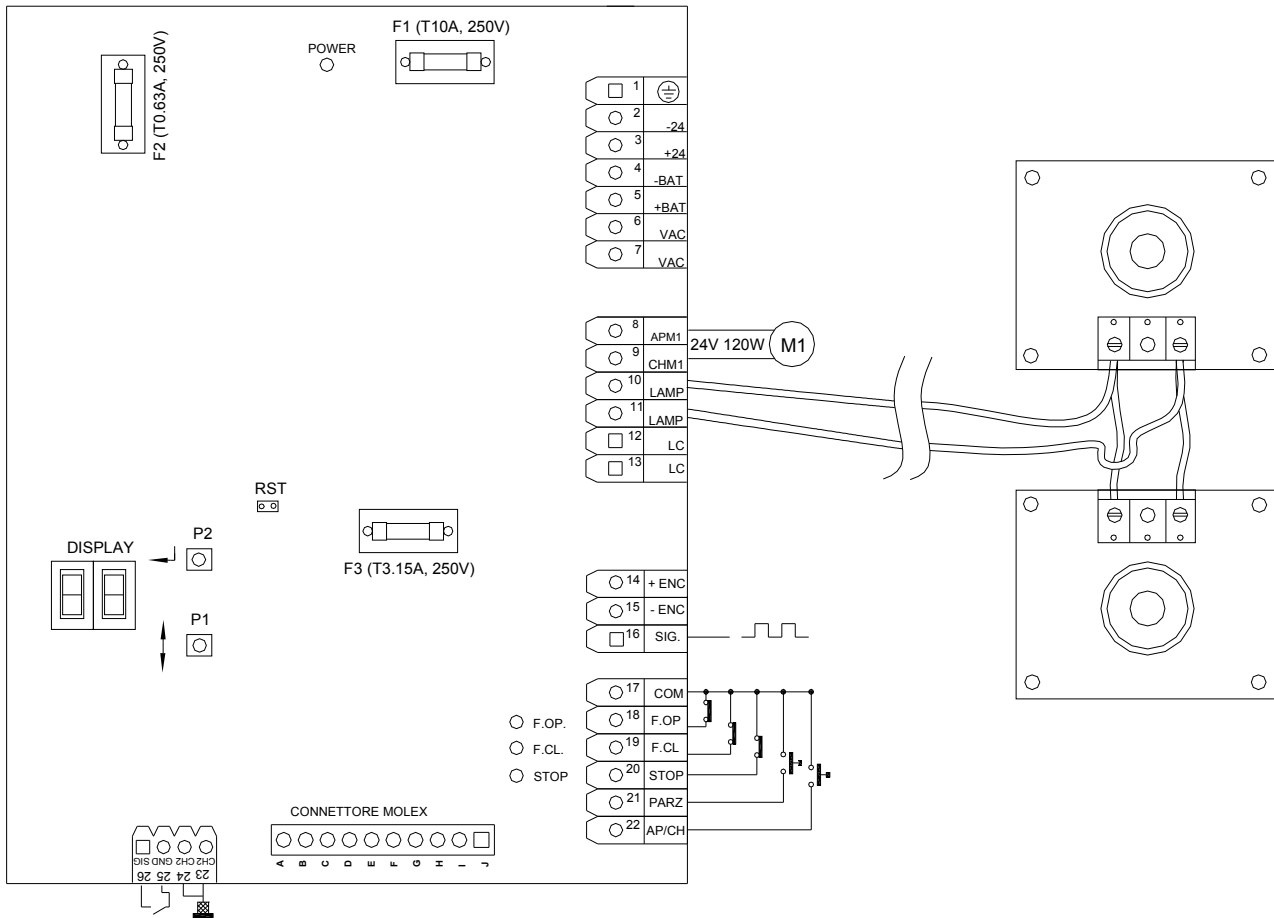 F1 (T10A, 250V)
POWER
F2 (T0.63A, 250V)
1
2 -24
3 +24
4 -BAT
5 +BAT
6 VAC
7 VAC
8 APM1
24V 120W M1
9 CHM1
10 LAMP
11 LAMP
12 LC
13 LC
RST
P2
DISPLAY
F3 (T3.15A, 250V)
P1
14 + ENC
15 - ENC
16 SIG.
17 COM
F.OP. 18 F.OP
F.CL. 19 F.CL
STOP 20 STOP
21 PARZ
22 AP/CH
CONNETTORE MOLEX
A B C D E F G H I J
SIG GND CH2 CH2
26 25 24 23